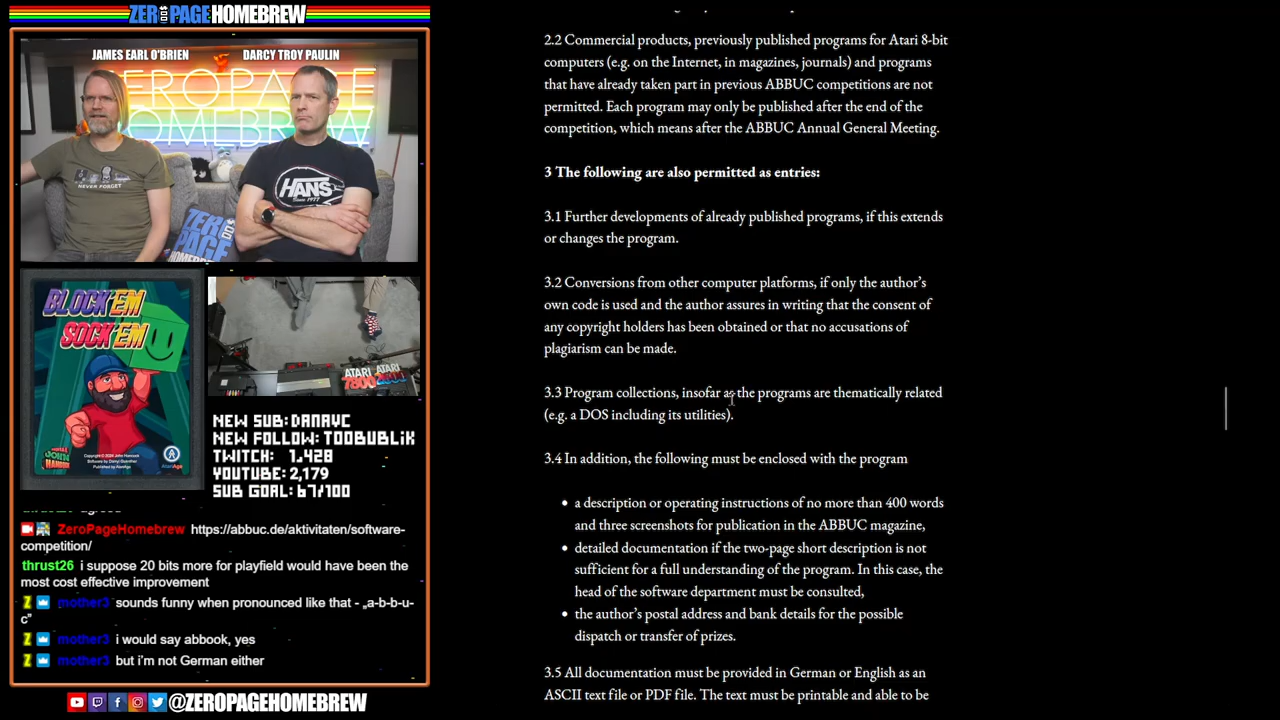 ZEROPAGE HOMEBREW
JAMES EARL O'BRIEN
DARCY TROY PAULIN
ZEROPAGE
HOMEBREW
NEVER FORGET
HANS
Since 1977
ZERO
PAGE
BLOCK'EM
SOCK'EM
JOHN
HANCOCK
ATARI
7800
NEW SUB:DANAVC
NEW FOLLOW:TOOBUBLIK
TWITCH: 1,428
YOUTUBE: 2,179
SUB GOAL: 67/100
ZeroPageHomebrew https://abbuc.de/aktivitaten/software-
competition/
thrust26 i suppose 20 bits more for playfield would have been the
most cost effective improvement
mother3 sounds funny when pronounced like that - „a-b-b-u-
c”
mother3 i would say abbook, yes
mother3 but i’m not German either
@ZEROPAGEHOMEBREW
2.2 Commercial products, previously published programs for Atari 8-bit
computers (e.g. on the Internet, in magazines, journals) and programs
that have already taken part in previous ABBUC competitions are not
permitted. Each program may only be published after the end of the
competition, which means after the ABBUC Annual General Meeting.
3 The following are also permitted as entries:
3.1 Further developments of already published programs, if this extends
or changes the program.
3.2 Conversions from other computer platforms, if only the author’s
own code is used and the author assures in writing that the consent of
any copyright holders has been obtained or that no accusations of
plagiarism can be made.
3.3 Program collections, insofar as the programs are thematically related
(e.g. a DOS including its utilities).
3.4 In addition, the following must be enclosed with the program
• a description or operating instructions of no more than 400 words
and three screenshots for publication in the ABBUC magazine,
• detailed documentation if the two-page short description is not
sufficient for a full understanding of the program. In this case, the
head of the software department must be consulted,
• the author’s postal address and bank details for the possible
dispatch or transfer of prizes.
3.5 All documentation must be provided in German or English as an
ASCII text file or PDF file. The text must be printable and able to be